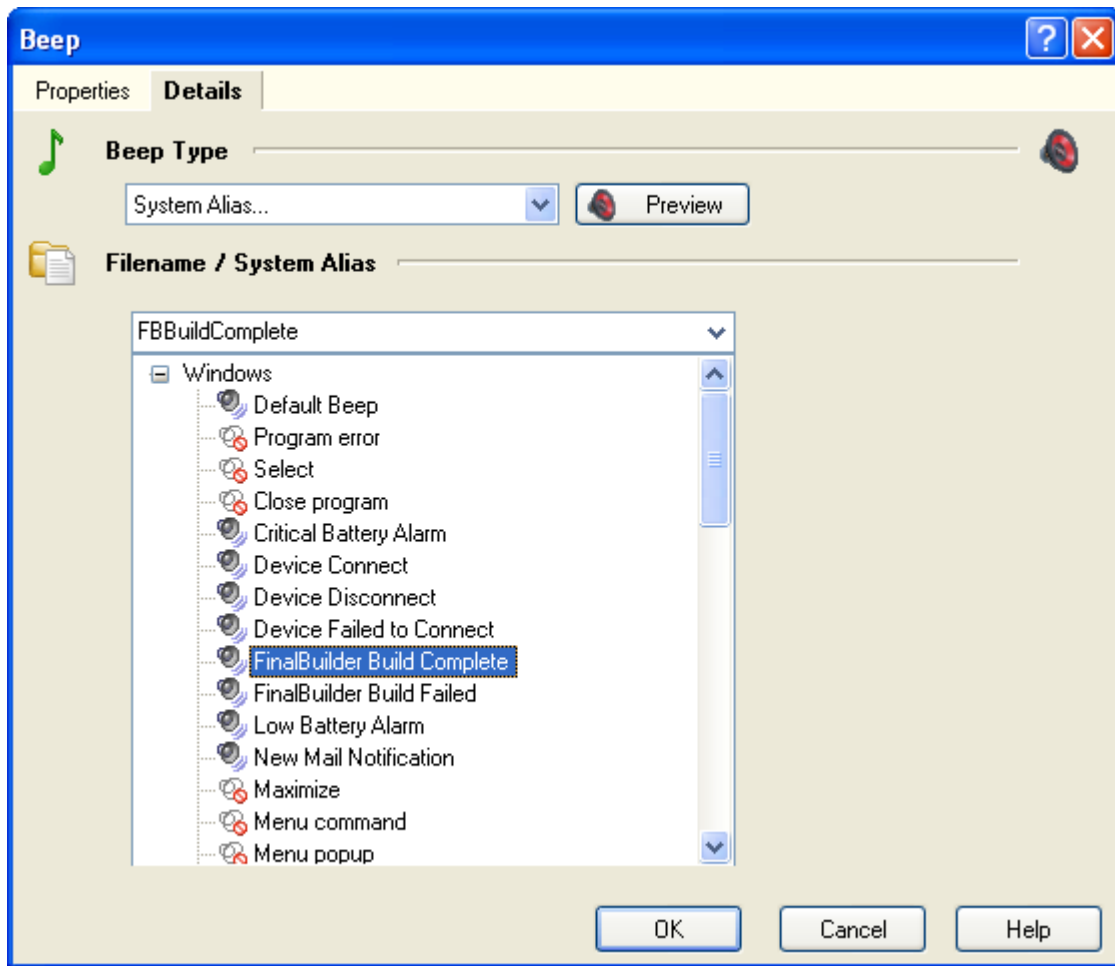 Beep
Properties Details
Beep Type
System Alias... Preview
Filename / System Alias
FBBuildComplete
Windows
Default Beep
Program error
Select
Close program
Critical Battery Alarm
Device Connect
Device Disconnect
Device Failed to Connect
FinalBuilder Build Complete
FinalBuilder Build Failed
Low Battery Alarm
New Mail Notification
Maximize
Menu command
Menu popup
OK Cancel Help